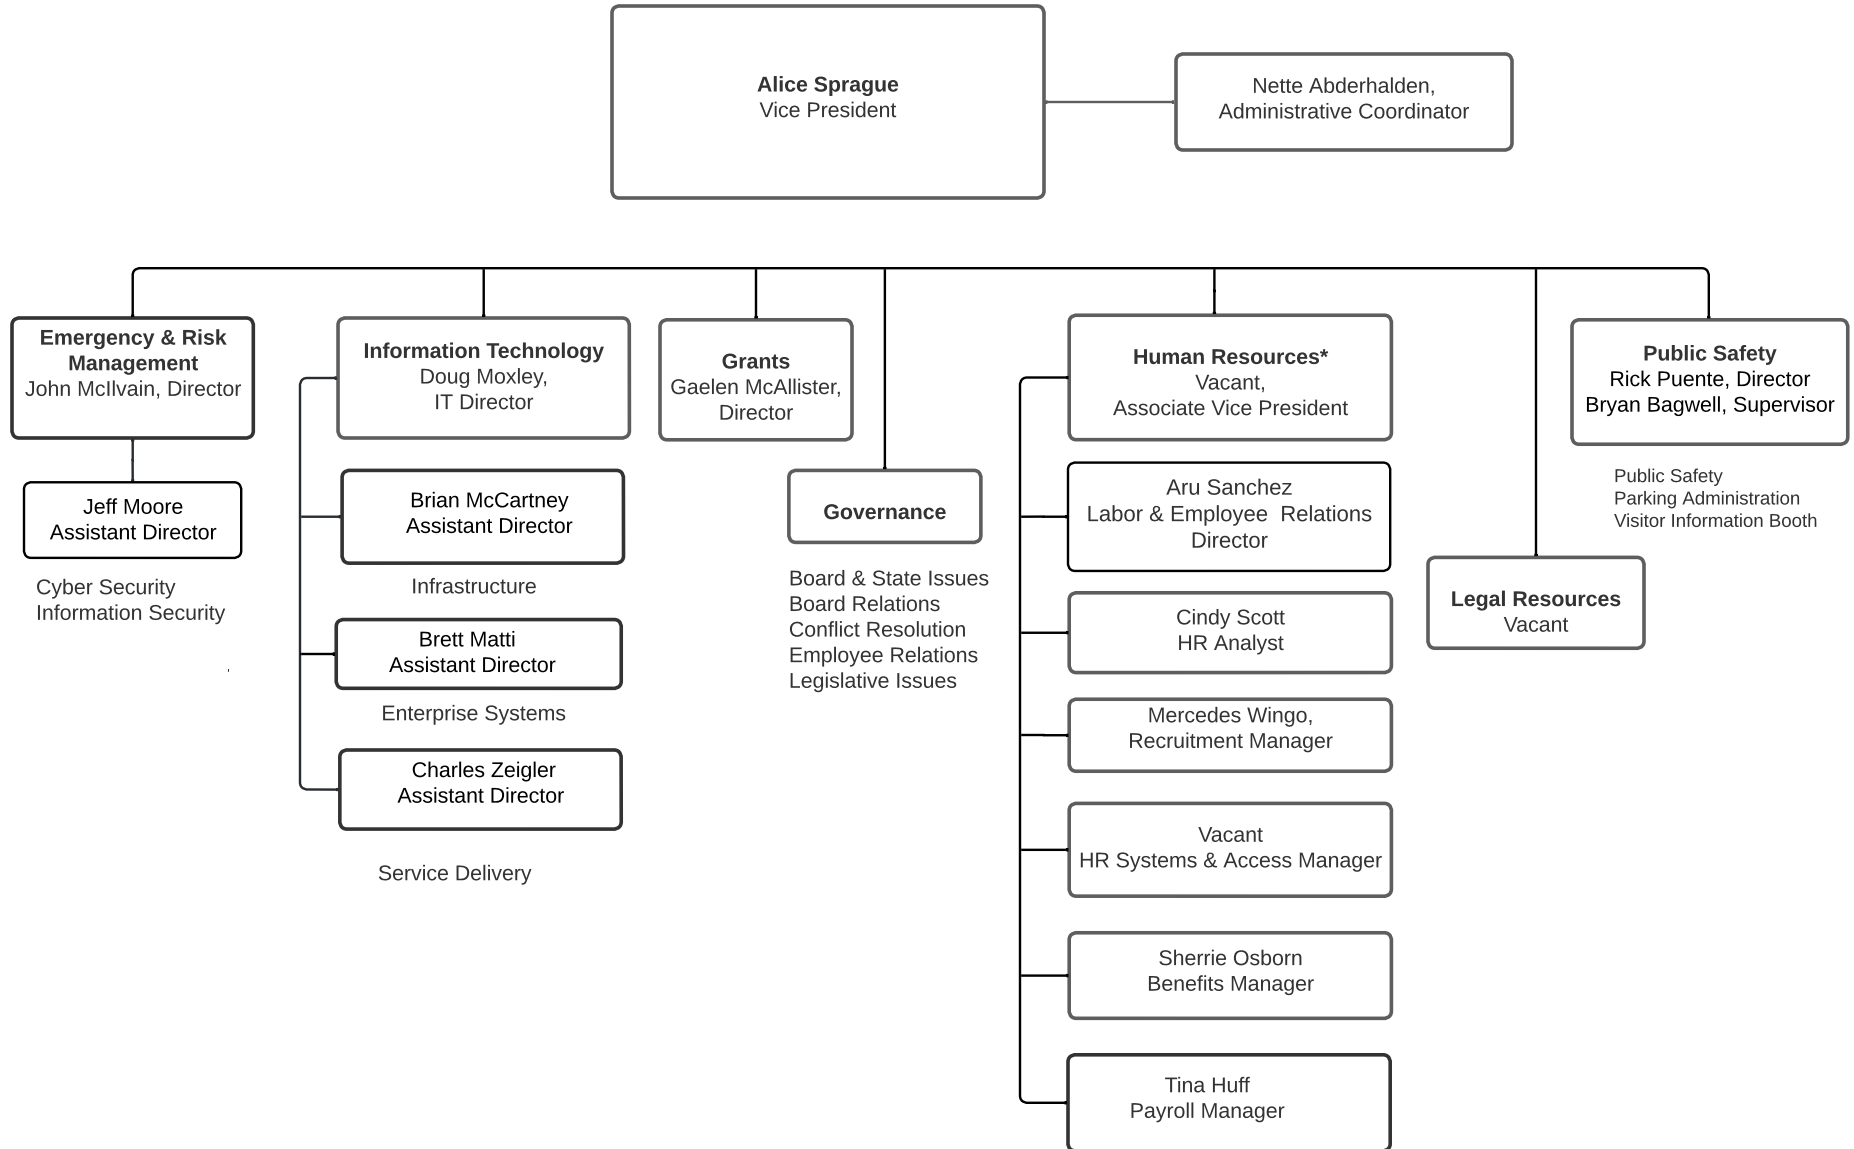 Alice Sprague
Vice President
Nette Abderhalden,
Administrative Coordinator
Emergency & Risk
Management
John McIlvain, Director
Jeff Moore
Assistant Director
Cyber Security
Information Security
Information Technology
Doug Moxley,
IT Director
Brian McCartney
Assistant Director
Infrastructure
Brett Matti
Assistant Director
Enterprise Systems
Charles Zeigler
Assistant Director
Service Delivery
Grants
Gaelen McAllister,
Director
Governance
Board & State Issues
Board Relations
Conflict Resolution
Employee Relations
Legislative Issues
Human Resources*
Vacant,
Associate Vice President
Aru Sanchez
Labor & Employee  Relations
Director
Cindy Scott
HR Analyst
Mercedes Wingo,
Recruitment Manager
Vacant
HR Systems & Access Manager
Sherrie Osborn
Benefits Manager
Tina Huff
Payroll Manager
Legal Resources
Vacant
Public Safety
Rick Puente, Director
Bryan Bagwell, Supervisor
Public Safety
Parking Administration
Visitor Information Booth